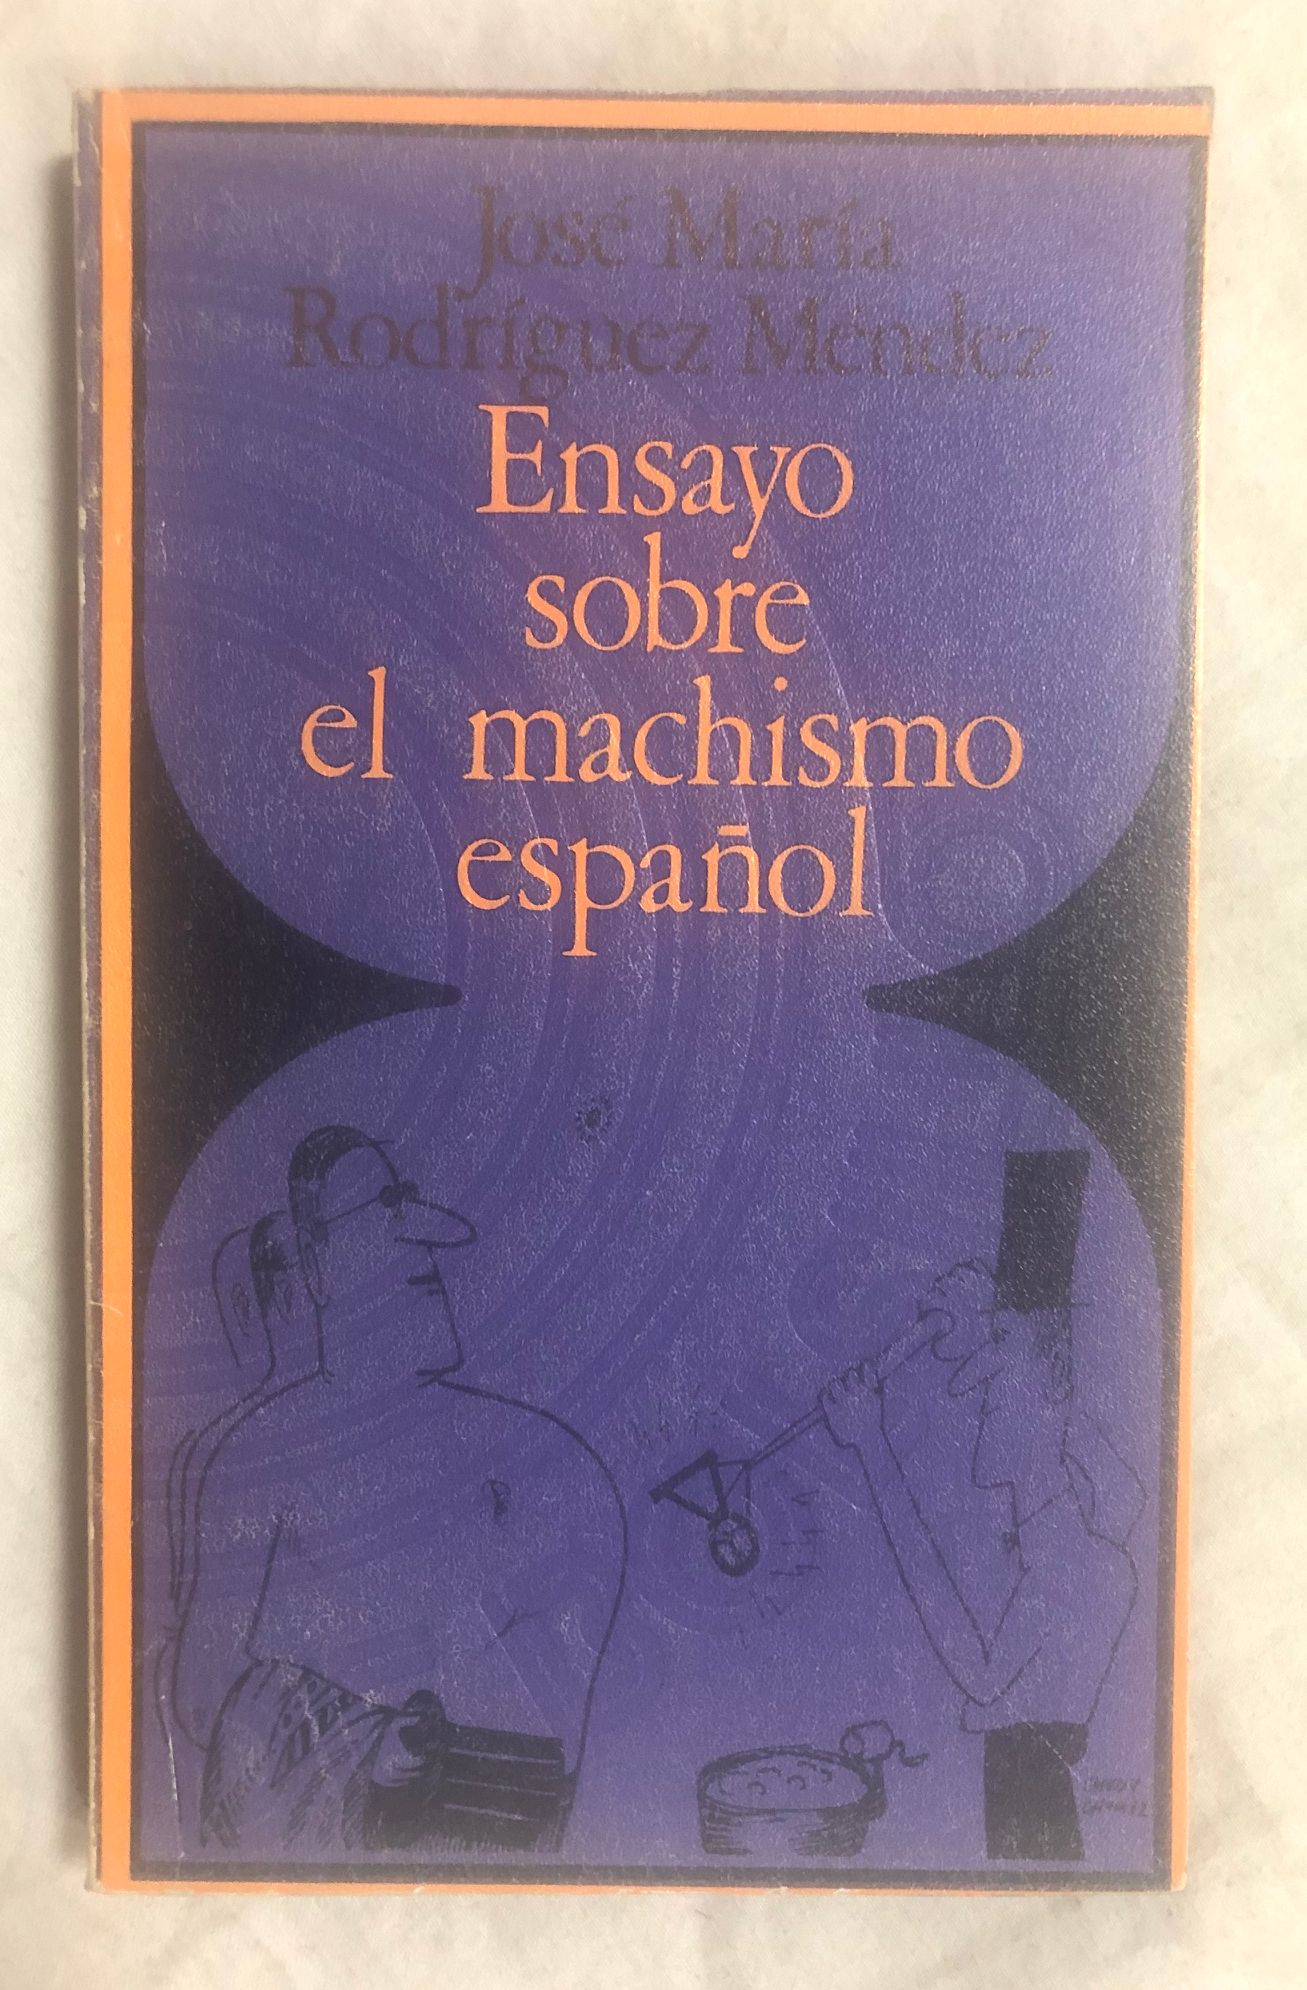 José María
Rodríguez Méndez
Ensayo
sobre
el machismo
español